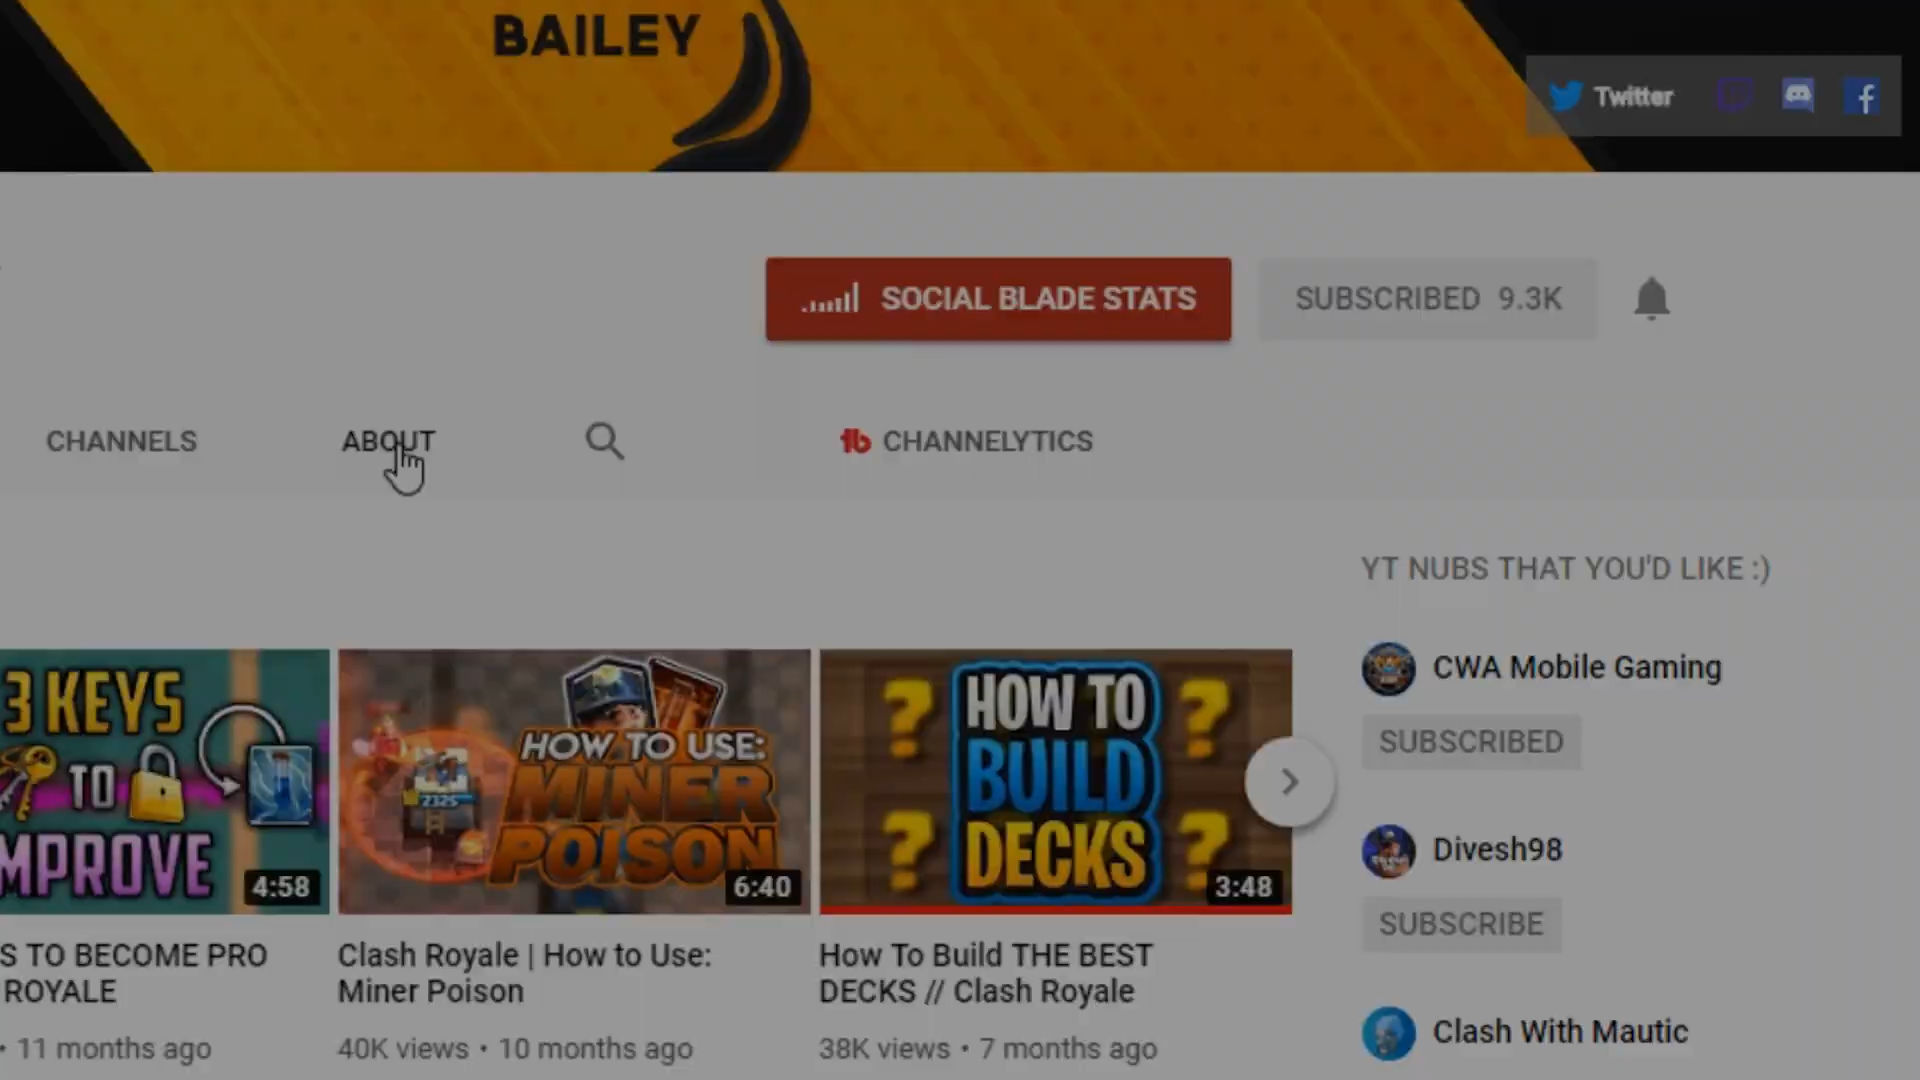 BAILEY
Twitter
SOCIAL BLADE STATS
SUBSCRIBED 9.3K
CHANNELS
ABOUT
CHANNELYTICS
YT NUBS THAT YOU'D LIKE :)
CWA Mobile Gaming
SUBSCRIBED
Divesh98
SUBSCRIBE
Clash With Mautic
3 KEYS
TO
IMPROVE
4:58
S TO BECOME PRO
ROYALE
• 11 months ago
2325
HOW TO USE:
MINER
POISON
6:40
Clash Royale | How to Use:
Miner Poison
40K views • 10 months ago
? HOW TO ?
BUILD
? DECKS ?
3:48
How To Build THE BEST
DECKS // Clash Royale
38K views • 7 months ago